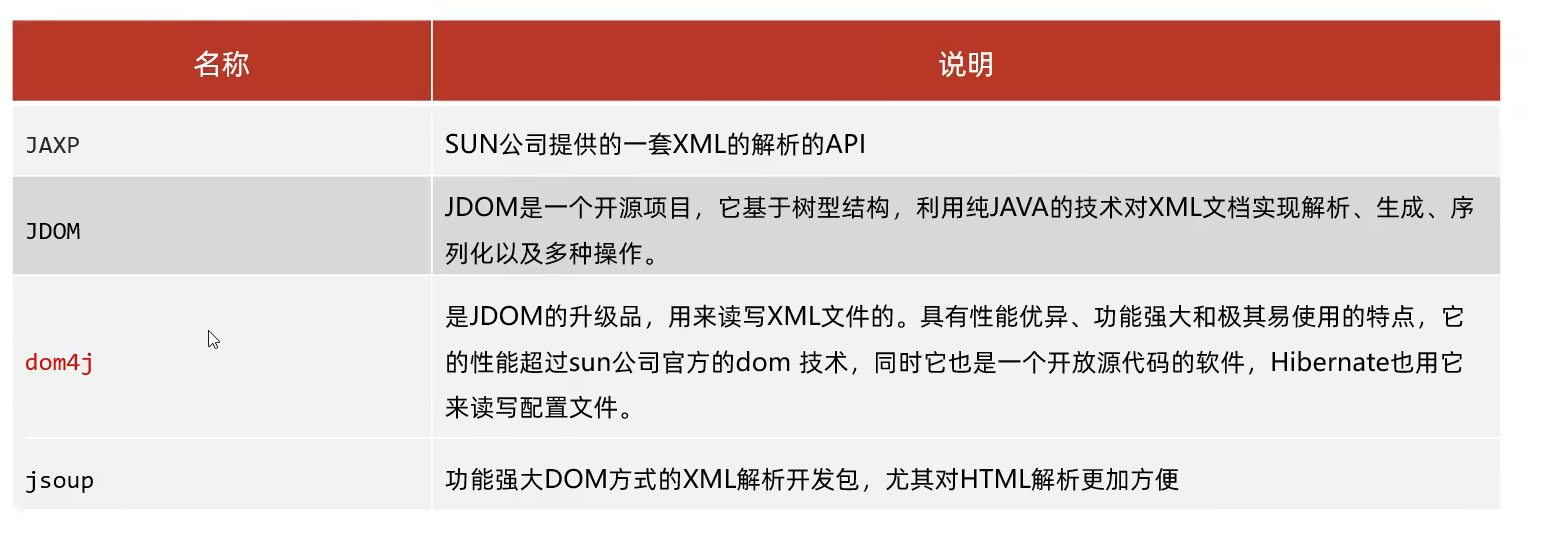 名称
说明
JAXP
SUN公司提供的一套XML的解析的API
JDOM
JDOM是一个开源项目，它基于树型结构，利用纯JAVA的技术对XML文档实现解析、生成、序
列化以及多种操作。
dom4j
是JDOM的升级品，用来读写XML文件的。具有性能优异、功能强大和极其易使用的特点，它
的性能超过sun公司官方的dom 技术，同时它也是一个开放源代码的软件，Hibernate也用它
来读写配置文件。
jsoup
功能强大DOM方式的XML解析开发包，尤其对HTML解析更加方便